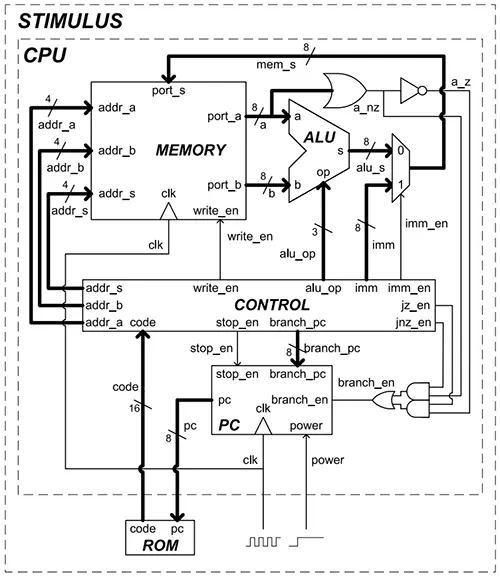 STIMULUS
CPU
8
mem_s
a_z
port_s
4
addr_a
addr_a
port_a
8
a
a
a_nz
MEMORY
ALU
4
addr_b
addr_b
s
8
alu_s
0
4
addr_s
addr_s
port_b
8
b
b
op
1
clk
write_en
3
8
imm
imm_en
clk
write_en
alu_op
addr_s
write_en
alu_op
imm
imm_en
addr_b
CONTROL
jz_en
addr_a
code
stop_en
branch_pc
jnz_en
stop_en
8
branch_pc
code
16
stop_en
branch_pc
branch_en
pc
clk
branch_en
8
pc
PC
power
clk
power
code
pc
ROM